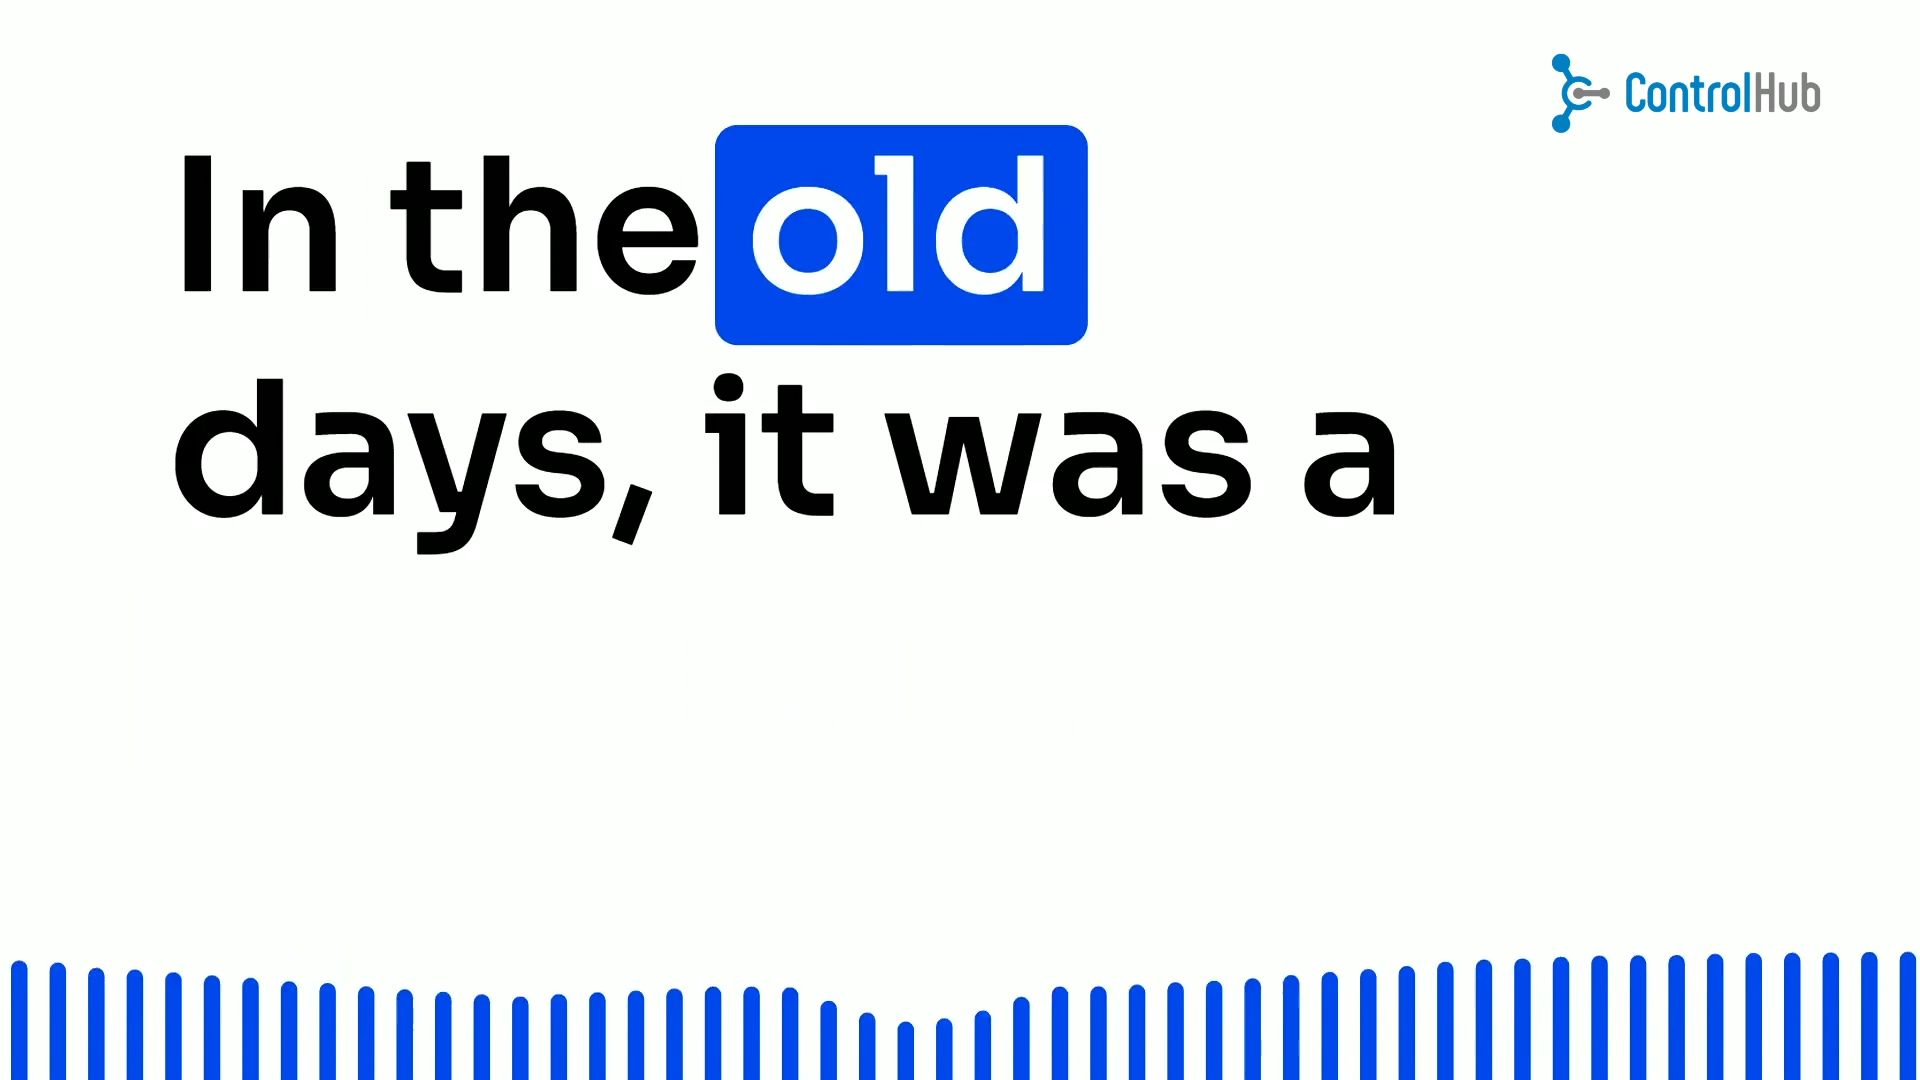 ControlHub
In the old
days, it was a